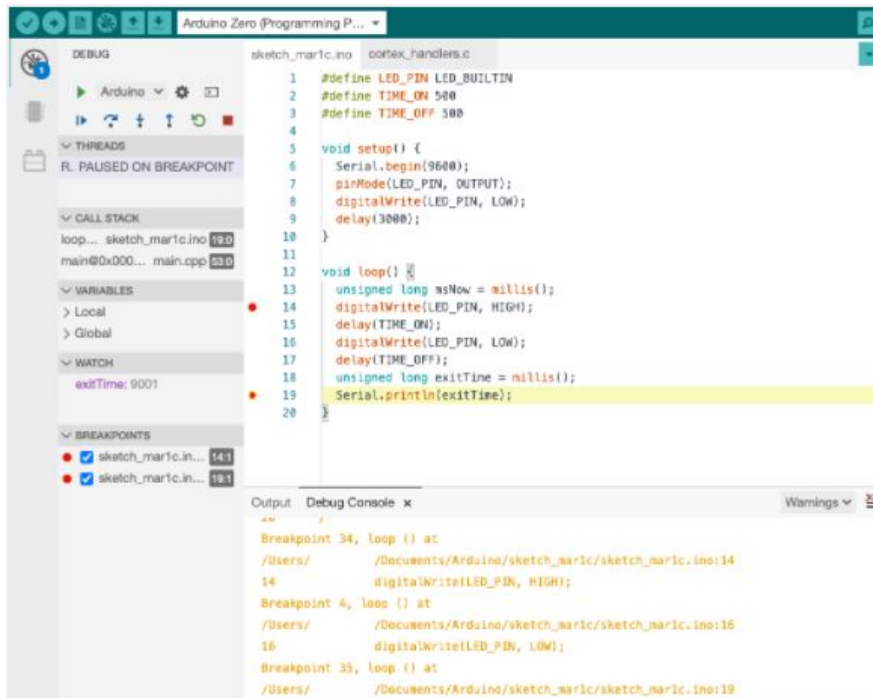 Arduino Zero (Programming P...
DEBUG
1
Arduino
THREADS
R. PAUSED ON BREAKPOINT
CALL STACK
loop... sketch_mar1c.ino 19:0
main@0x000... main.cpp 53:0
VARIABLES
> Local
> Global
WATCH
exitTime: 9001
BREAKPOINTS
sketch_mar1c.in... 14:1
sketch_mar1c.in... 19:1
sketch_mar1c.ino cortex_handlers.c
1 #define LED_PIN LED_BUILTIN
2 #define TIME_ON 500
3 #define TIME_OFF 500
4
5 void setup() {
6 Serial.begin(9600);
7 pinMode(LED_PIN, OUTPUT);
8 digitalWrite(LED_PIN, LOW);
9 delay(3000);
10 }
11
12 void loop() {
13 unsigned long msNow = millis();
14 digitalWrite(LED_PIN, HIGH);
15 delay(TIME_ON);
16 digitalWrite(LED_PIN, LOW);
17 delay(TIME_OFF);
18 unsigned long exitTime = millis();
19 Serial.println(exitTime);
20 }
Output Debug Console x Warnings
Breakpoint 34, loop () at
/Users/ /Documents/Arduino/sketch_mar1c/sketch_mar1c.ino:14
14 digitalWrite(LED_PIN, HIGH);
Breakpoint 4, loop () at
/Users/ /Documents/Arduino/sketch_mar1c/sketch_mar1c.ino:16
16 digitalWrite(LED_PIN, LOW);
Breakpoint 35, loop () at
/Users/ /Documents/Arduino/sketch_mar1c/sketch_mar1c.ino:19